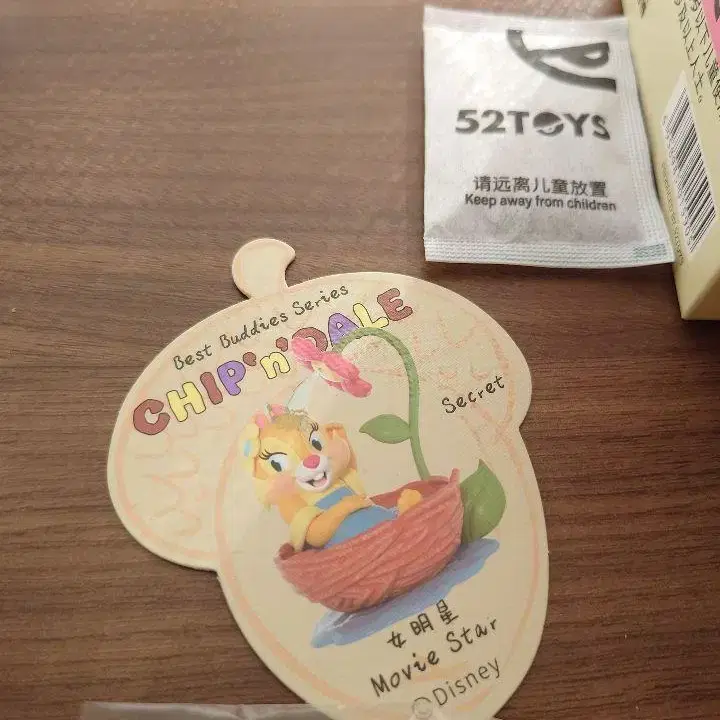 52TOYS
请远离儿童放置
Keep away from children
Best Buddies Series
CHIP'n'DALE
Secret
女明星
Movie Star
©Disney